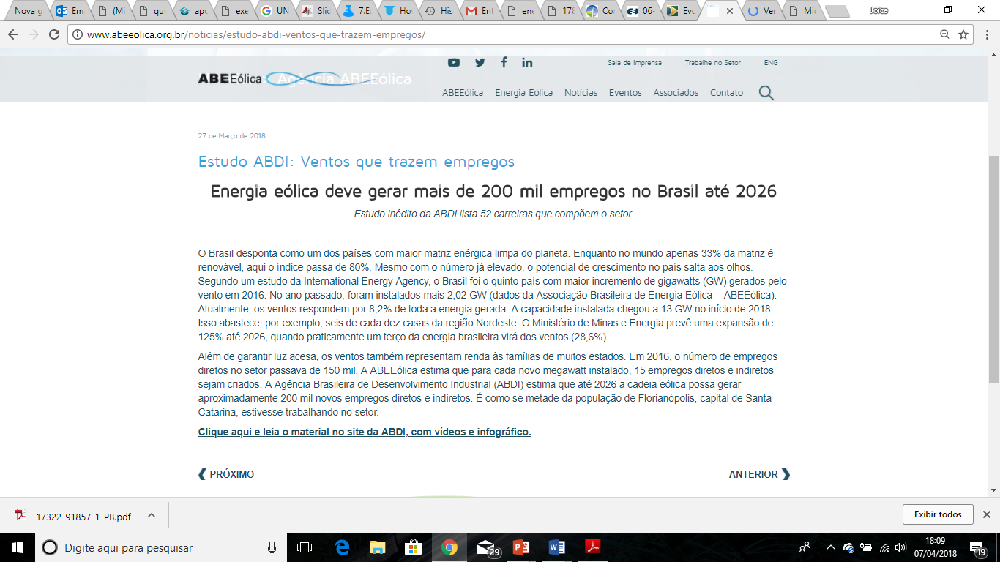 Nova g
Em
(Mi
qui
apo
exe
UN
Slic
7.E
Ho
His
Ent
ene
178
Co
06-
Evo
Ver
Mic
Joice
www.abeeolica.org.br/noticias/estudo-abdi-ventos-que-trazem-empregos/
Sala de Imprensa Trabalhe no Setor ENG
ABEEólica Agência ABEEólica
ABEEólica Energia Eólica Notícias Eventos Associados Contato
27 de Março de 2018
Estudo ABDI: Ventos que trazem empregos
Energia eólica deve gerar mais de 200 mil empregos no Brasil até 2026
Estudo inédito da ABDI lista 52 carreiras que compõem o setor.
O Brasil desponta como um dos países com maior matriz enérgica limpa do planeta. Enquanto no mundo apenas 33% da matriz é
renovável, aqui o índice passa de 80%. Mesmo com o número já elevado, o potencial de crescimento no país salta aos olhos.
Segundo um estudo da International Energy Agency, o Brasil foi o quinto país com maior incremento de gigawatts (GW) gerados pelo
vento em 2016. No ano passado, foram instalados mais 2,02 GW (dados da Associação Brasileira de Energia Eólica—ABEEólica).
Atualmente, os ventos respondem por 8,2% de toda a energia gerada. A capacidade instalada chegou a 13 GW no início de 2018.
Isso abastece, por exemplo, seis de cada dez casas da região Nordeste. O Ministério de Minas e Energia prevê uma expansão de
125% até 2026, quando praticamente um terço da energia brasileira virá dos ventos (28,6%).
Além de garantir luz acesa, os ventos também representam renda às famílias de muitos estados. Em 2016, o número de empregos
diretos no setor passava de 150 mil. A ABEEólica estima que para cada novo megawatt instalado, 15 empregos diretos e indiretos
sejam criados. A Agência Brasileira de Desenvolvimento Industrial (ABDI) estima que até 2026 a cadeia eólica possa gerar
aproximadamente 200 mil novos empregos diretos e indiretos. É como se metade da população de Florianópolis, capital de Santa
Catarina, estivesse trabalhando no setor.
Clique aqui e leia o material no site da ABDI, com vídeos e infográfico.
PRÓXIMO ANTERIOR
17322-91857-1-PB.pdf
Exibir todos
Digite aqui para pesquisar
29
18:09
07/04/2018
19